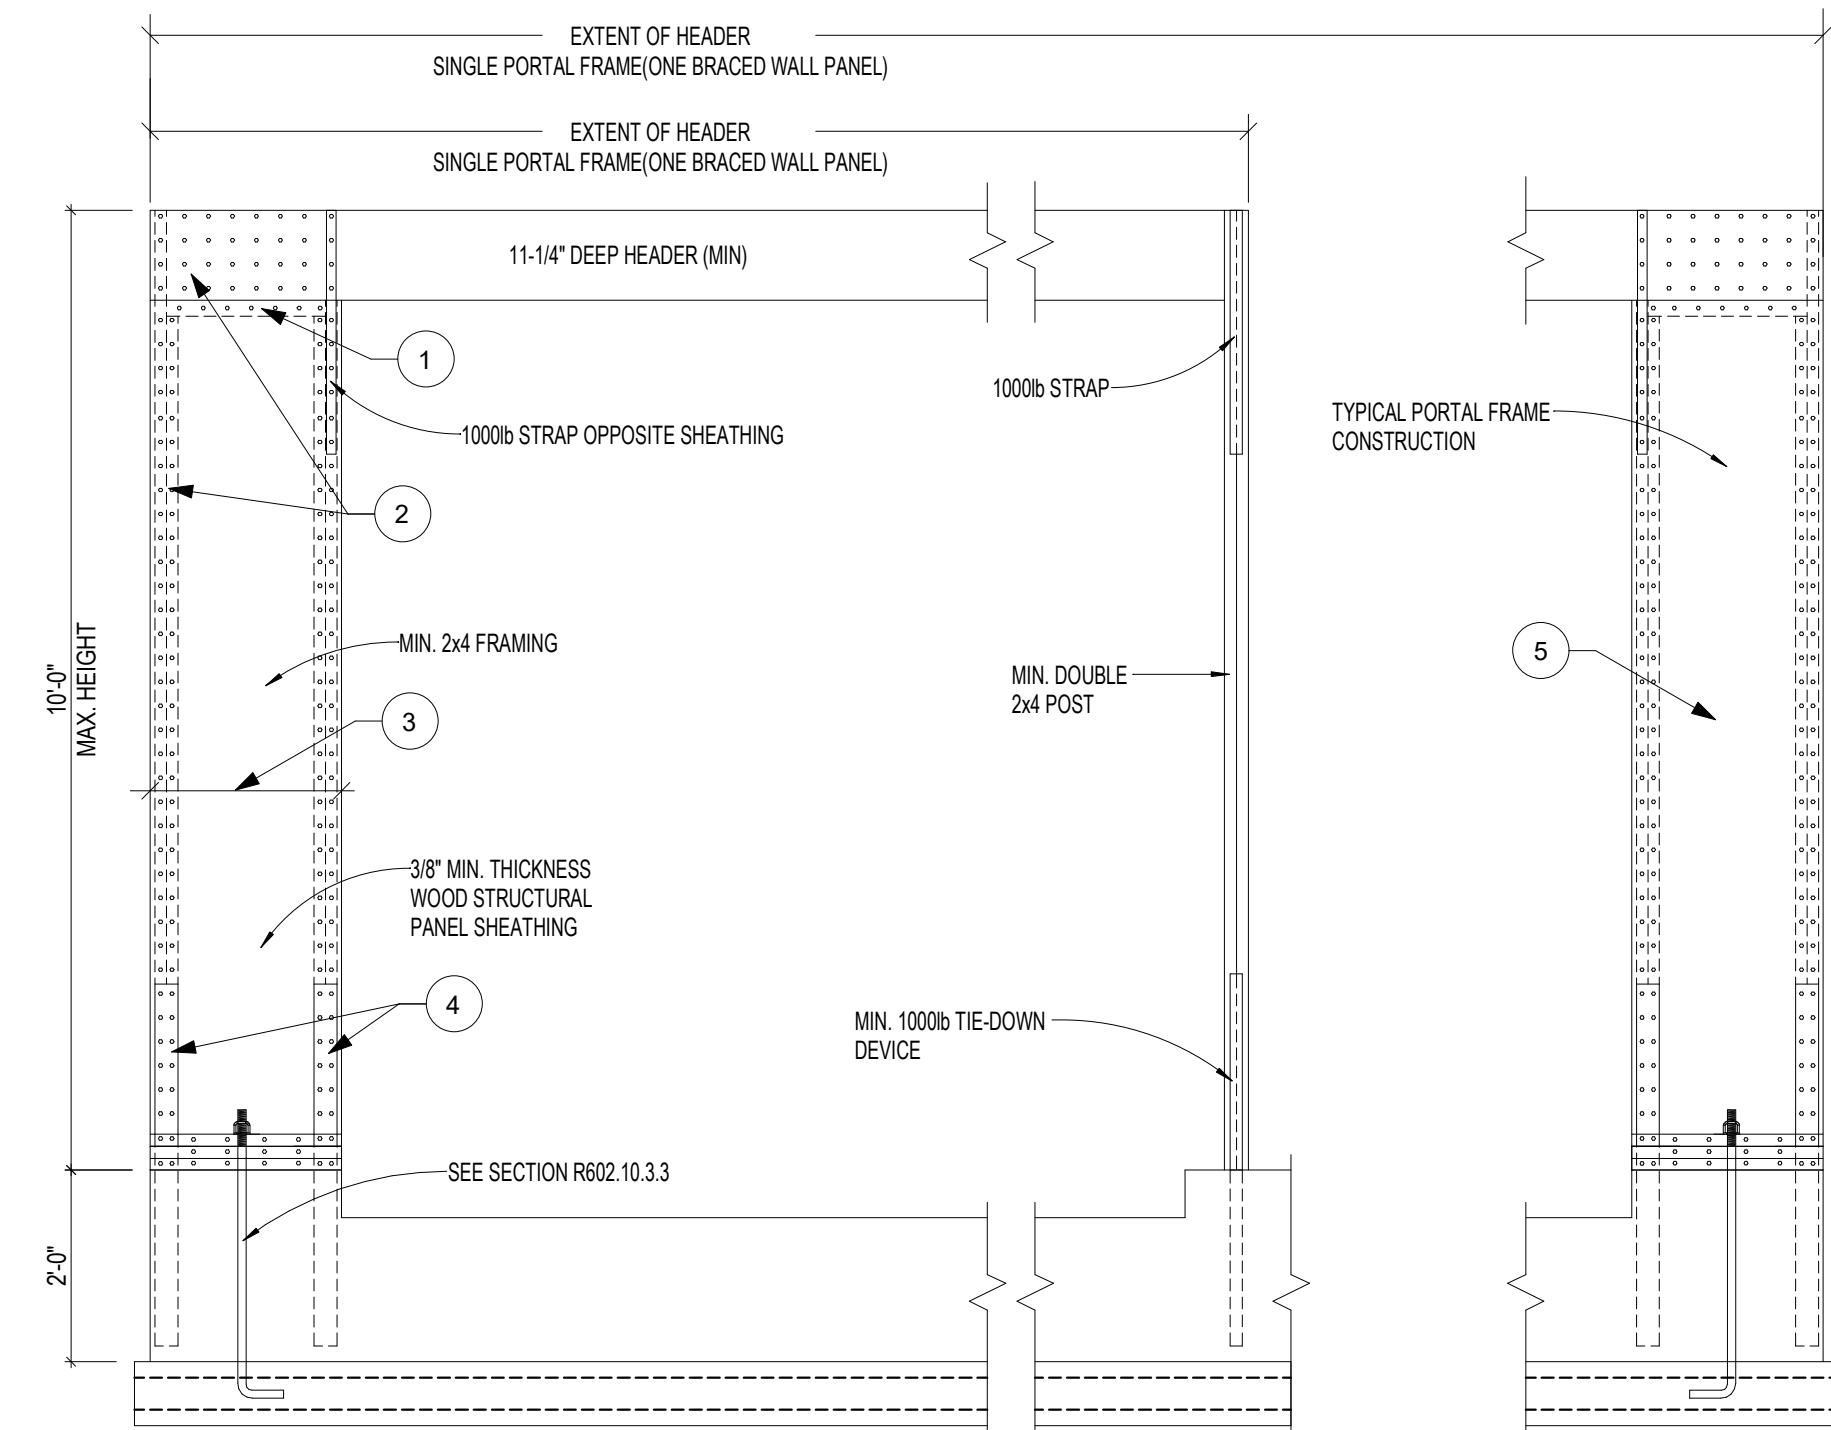 EXTENT OF HEADER
SINGLE PORTAL FRAME(ONE BRACED WALL PANEL)
EXTENT OF HEADER
SINGLE PORTAL FRAME(ONE BRACED WALL PANEL)
11-1/4" DEEP HEADER (MIN)
1
1000lb STRAP
1000lb STRAP OPPOSITE SHEATHING
TYPICAL PORTAL FRAME
CONSTRUCTION
2
MIN. 2x4 FRAMING
5
10'-0"
MAX. HEIGHT
MIN. DOUBLE
2x4 POST
3
3/8" MIN. THICKNESS
WOOD STRUCTURAL
PANEL SHEATHING
4
MIN. 1000lb TIE-DOWN
DEVICE
SEE SECTION R602.10.3.3
2'-0"